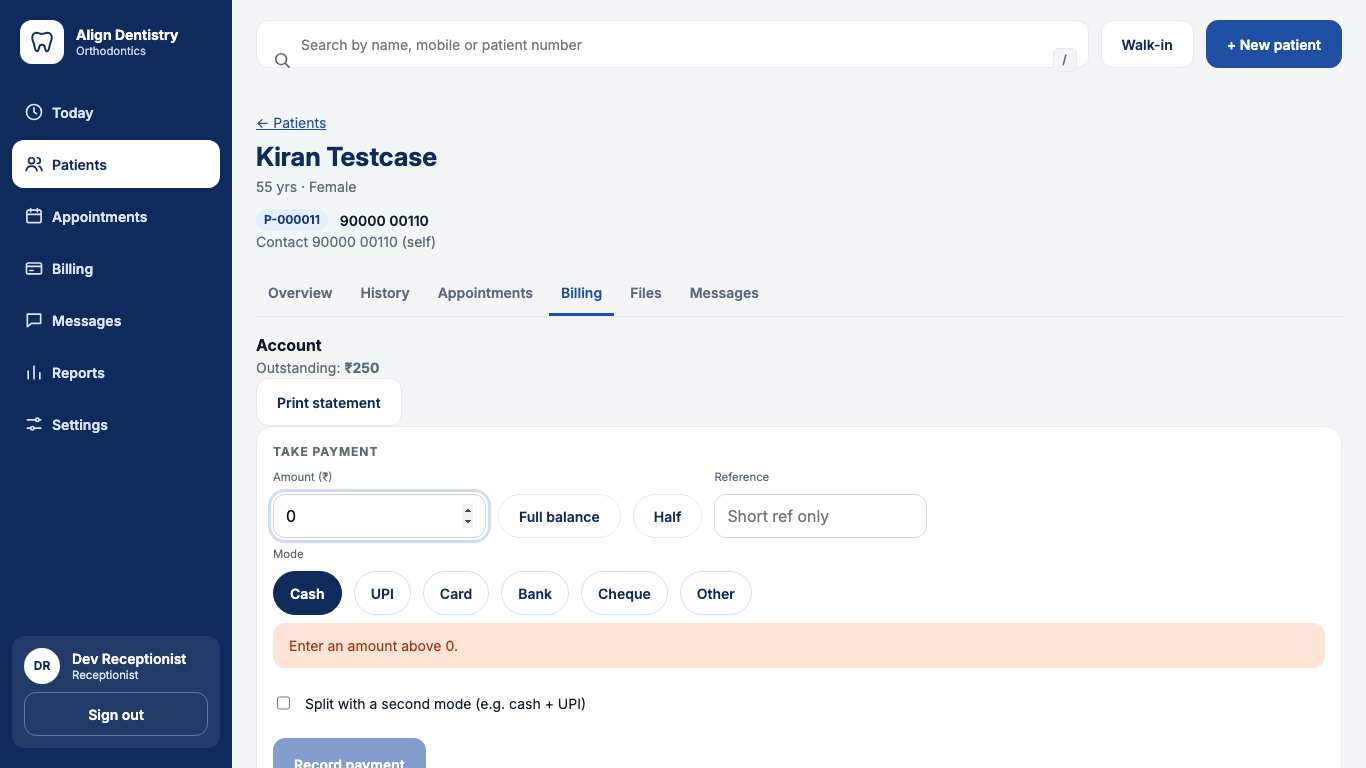 Align Dentistry
Orthodontics
Today
Patients
Appointments
Billing
Messages
Reports
Settings
DR
Dev Receptionist
Receptionist
Sign out
Search by name, mobile or patient number
/
Walk-in
+ New patient
← Patients
Kiran Testcase
55 yrs · Female
P-000011 90000 00110
Contact 90000 00110 (self)
Overview History Appointments Billing Files Messages
Account
Outstanding: ₹250
Print statement
TAKE PAYMENT
Amount (₹) Reference
0 Full balance Half Short ref only
Mode
Cash UPI Card Bank Cheque Other
Enter an amount above 0.
Split with a second mode (e.g. cash + UPI)
Record payment